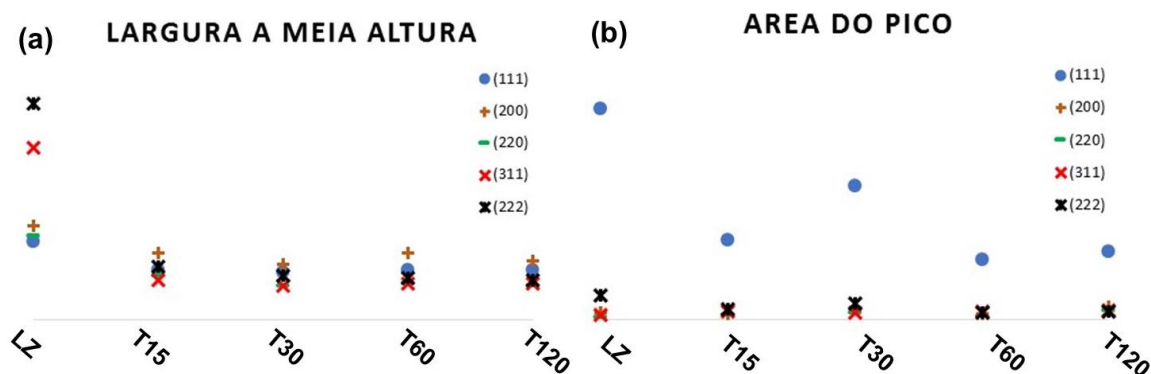 (a) LARGURA A MEIA ALTURA
(111)
(200)
(220)
(311)
(222)
LZ T15 T30 T60 T120
(b) AREA DO PICO
(111)
(200)
(220)
(311)
(222)
LZ T15 T30 T60 T120